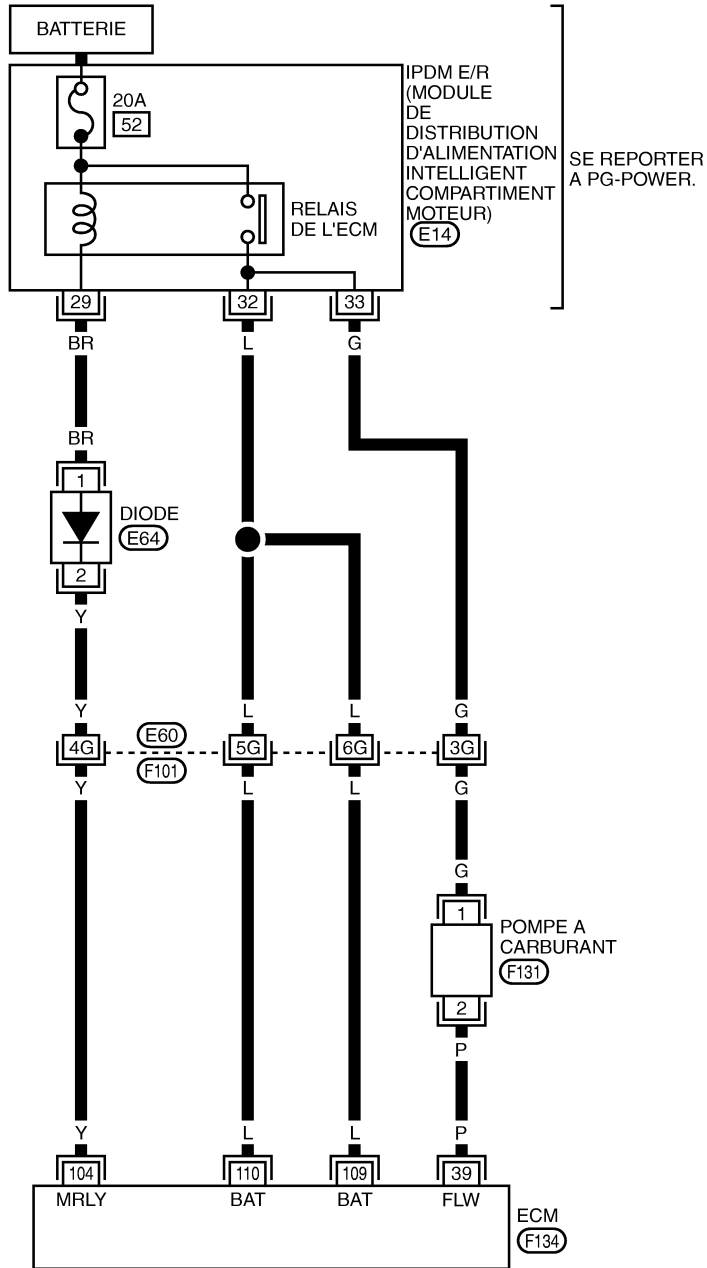 BATTERIE
20A
52
IPDM E/R
(MODULE
DE
DISTRIBUTION
D'ALIMENTATION
INTELLIGENT
COMPARTIMENT
MOTEUR)
E14
SE REPORTER
A PG-POWER.
RELAIS
DE L'ECM
29 32 33
BR L G
BR
1
DIODE
E64
2
Y
Y L L G
4G E60 5G 6G 3G
F101
Y L L G
G
1
POMPE A
CARBURANT
F131
2
P
Y L L P
104 110 109 39
MRLY BAT BAT FLW
ECM
F134